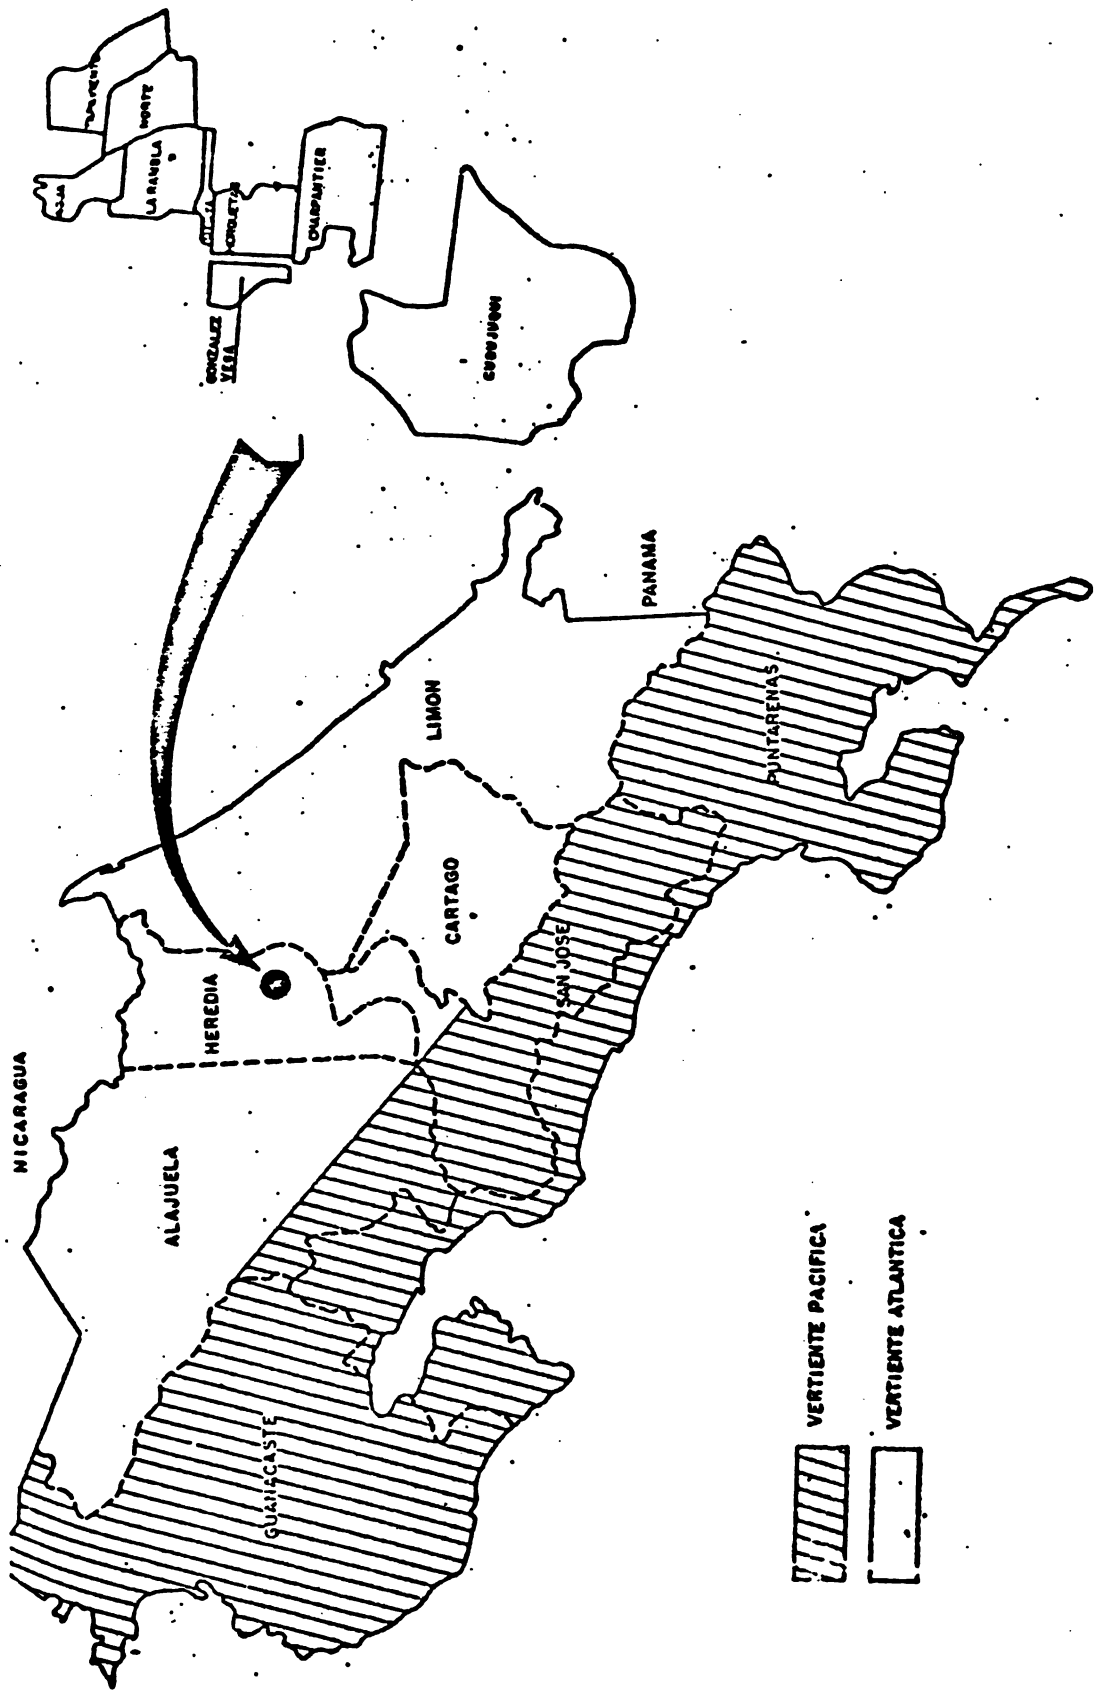 NICARAGUA
ALAJUELA
HEREDIA
GUANACASTE
CARTAGO
LIMON
SAN JOSE
PUNTARENAS
PANAMA
NORTE
LA RAMBLA
CHARPANTIER
GONZALEZ
VEGA
VERTIENTE PACIFICA
VERTIENTE ATLANTICA